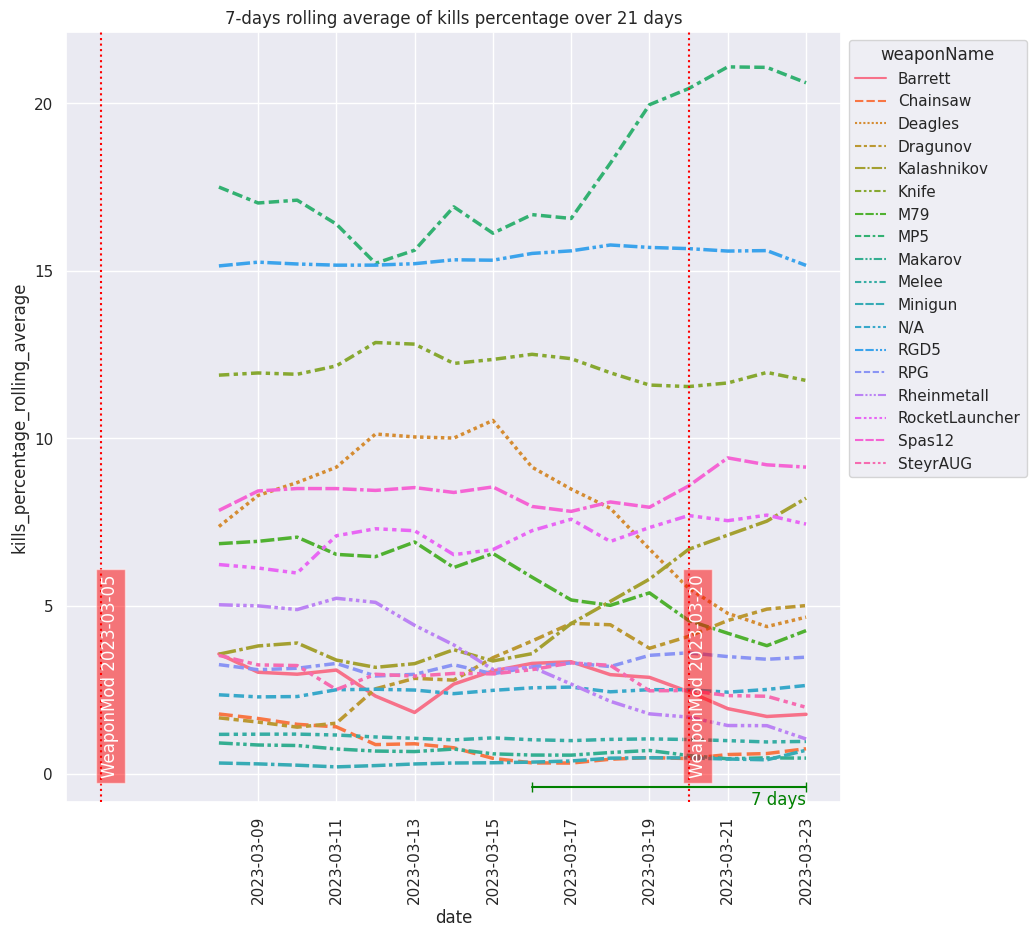 7-days rolling average of kills percentage over 21 days
kills_percentage_rolling_average
20
15
10
5
0
WeaponMod 2023-03-05
WeaponMod 2023-03-20
7 days
2023-03-09
2023-03-11
2023-03-13
2023-03-15
2023-03-17
2023-03-19
2023-03-21
2023-03-23
date
weaponName
Barrett
Chainsaw
Deagles
Dragunov
Kalashnikov
Knife
M79
MP5
Makarov
Melee
Minigun
N/A
RGD5
RPG
Rheinmetall
RocketLauncher
Spas12
SteyrAUG